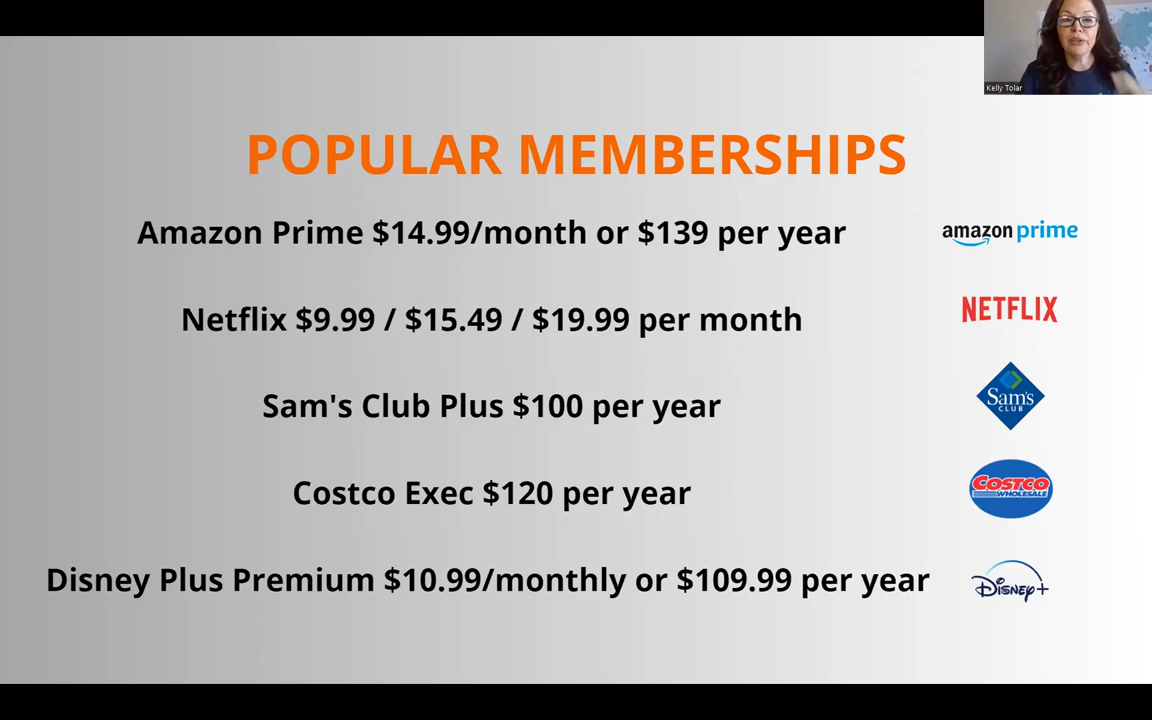 Kelly Tolar
POPULAR MEMBERSHIPS
Amazon Prime $14.99/month or $139 per year
amazon prime
Netflix $9.99 / $15.49 / $19.99 per month
NETFLIX
Sam's Club Plus $100 per year
Sam's
CLUB
Costco Exec $120 per year
COSTCO
WHOLESALE
Disney Plus Premium $10.99/monthly or $109.99 per year
Disney+